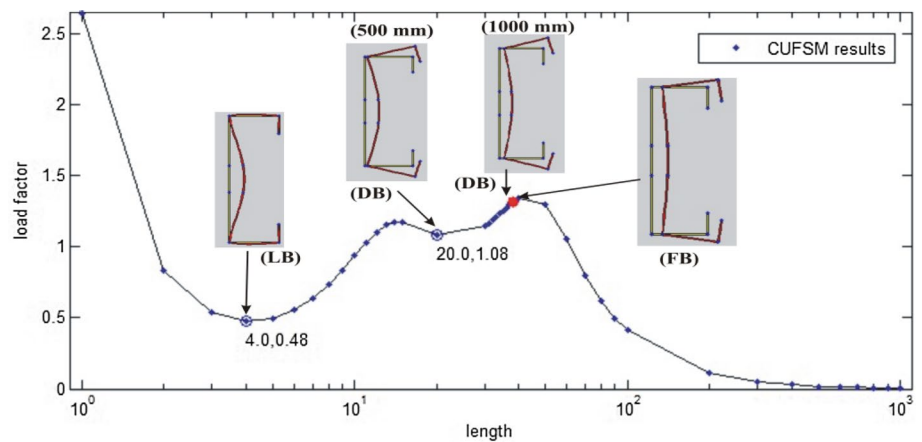 (500 mm)
(1000 mm)
CUFSM results
(LB)
(DB)
(DB)
(FB)
20.0,1.08
4.0,0.48
load factor
2.5
2
1.5
1
0.5
0
10^0
10^1
10^2
10^3
length